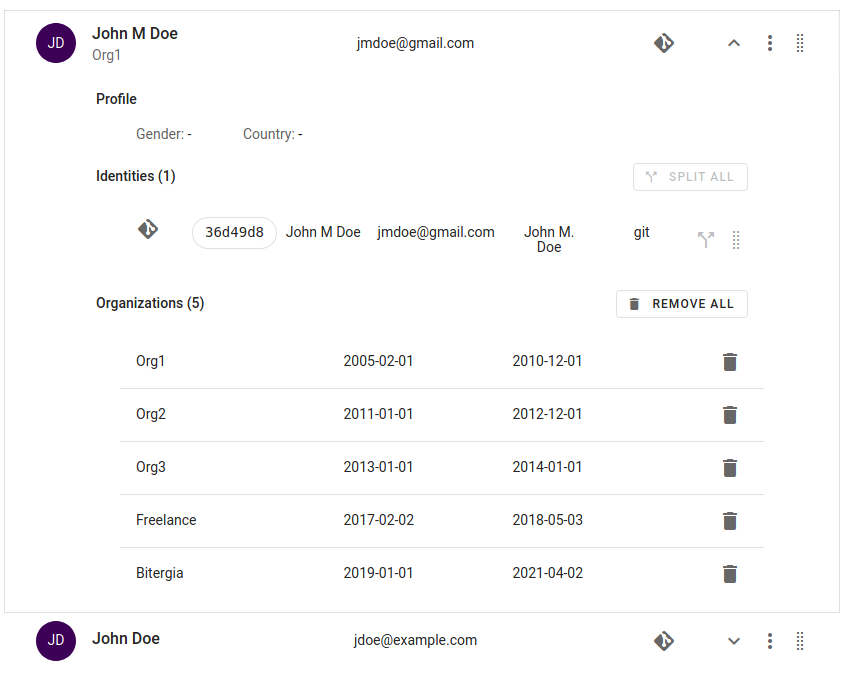 JD John M Doe jmdoe@gmail.com
Org1
Profile
Gender: - Country: -
Identities (1) SPLIT ALL
36d49d8 John M Doe jmdoe@gmail.com John M. git
Doe
Organizations (5) REMOVE ALL
Org1 2005-02-01 2010-12-01
Org2 2011-01-01 2012-12-01
Org3 2013-01-01 2014-01-01
Freelance 2017-02-02 2018-05-03
Bitergia 2019-01-01 2021-04-02
JD John Doe jdoe@example.com